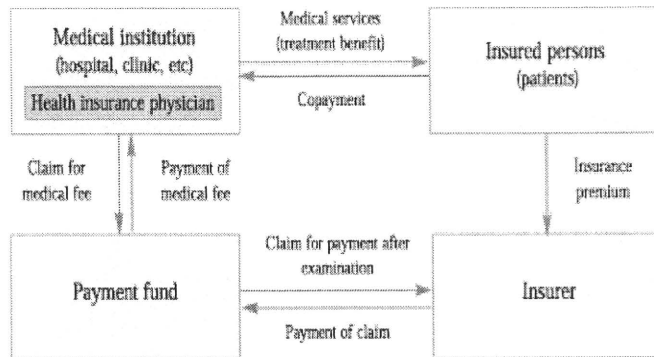 Medical institution
(hospital, clinic, etc)
Health insurance physician
Medical services
(treatment benefit)
Copayment
Insured persons
(patients)
Claim for
medical fee
Payment of
medical fee
Insurance
premium
Payment fund
Claim for payment after
examination
Payment of claim
Insurer